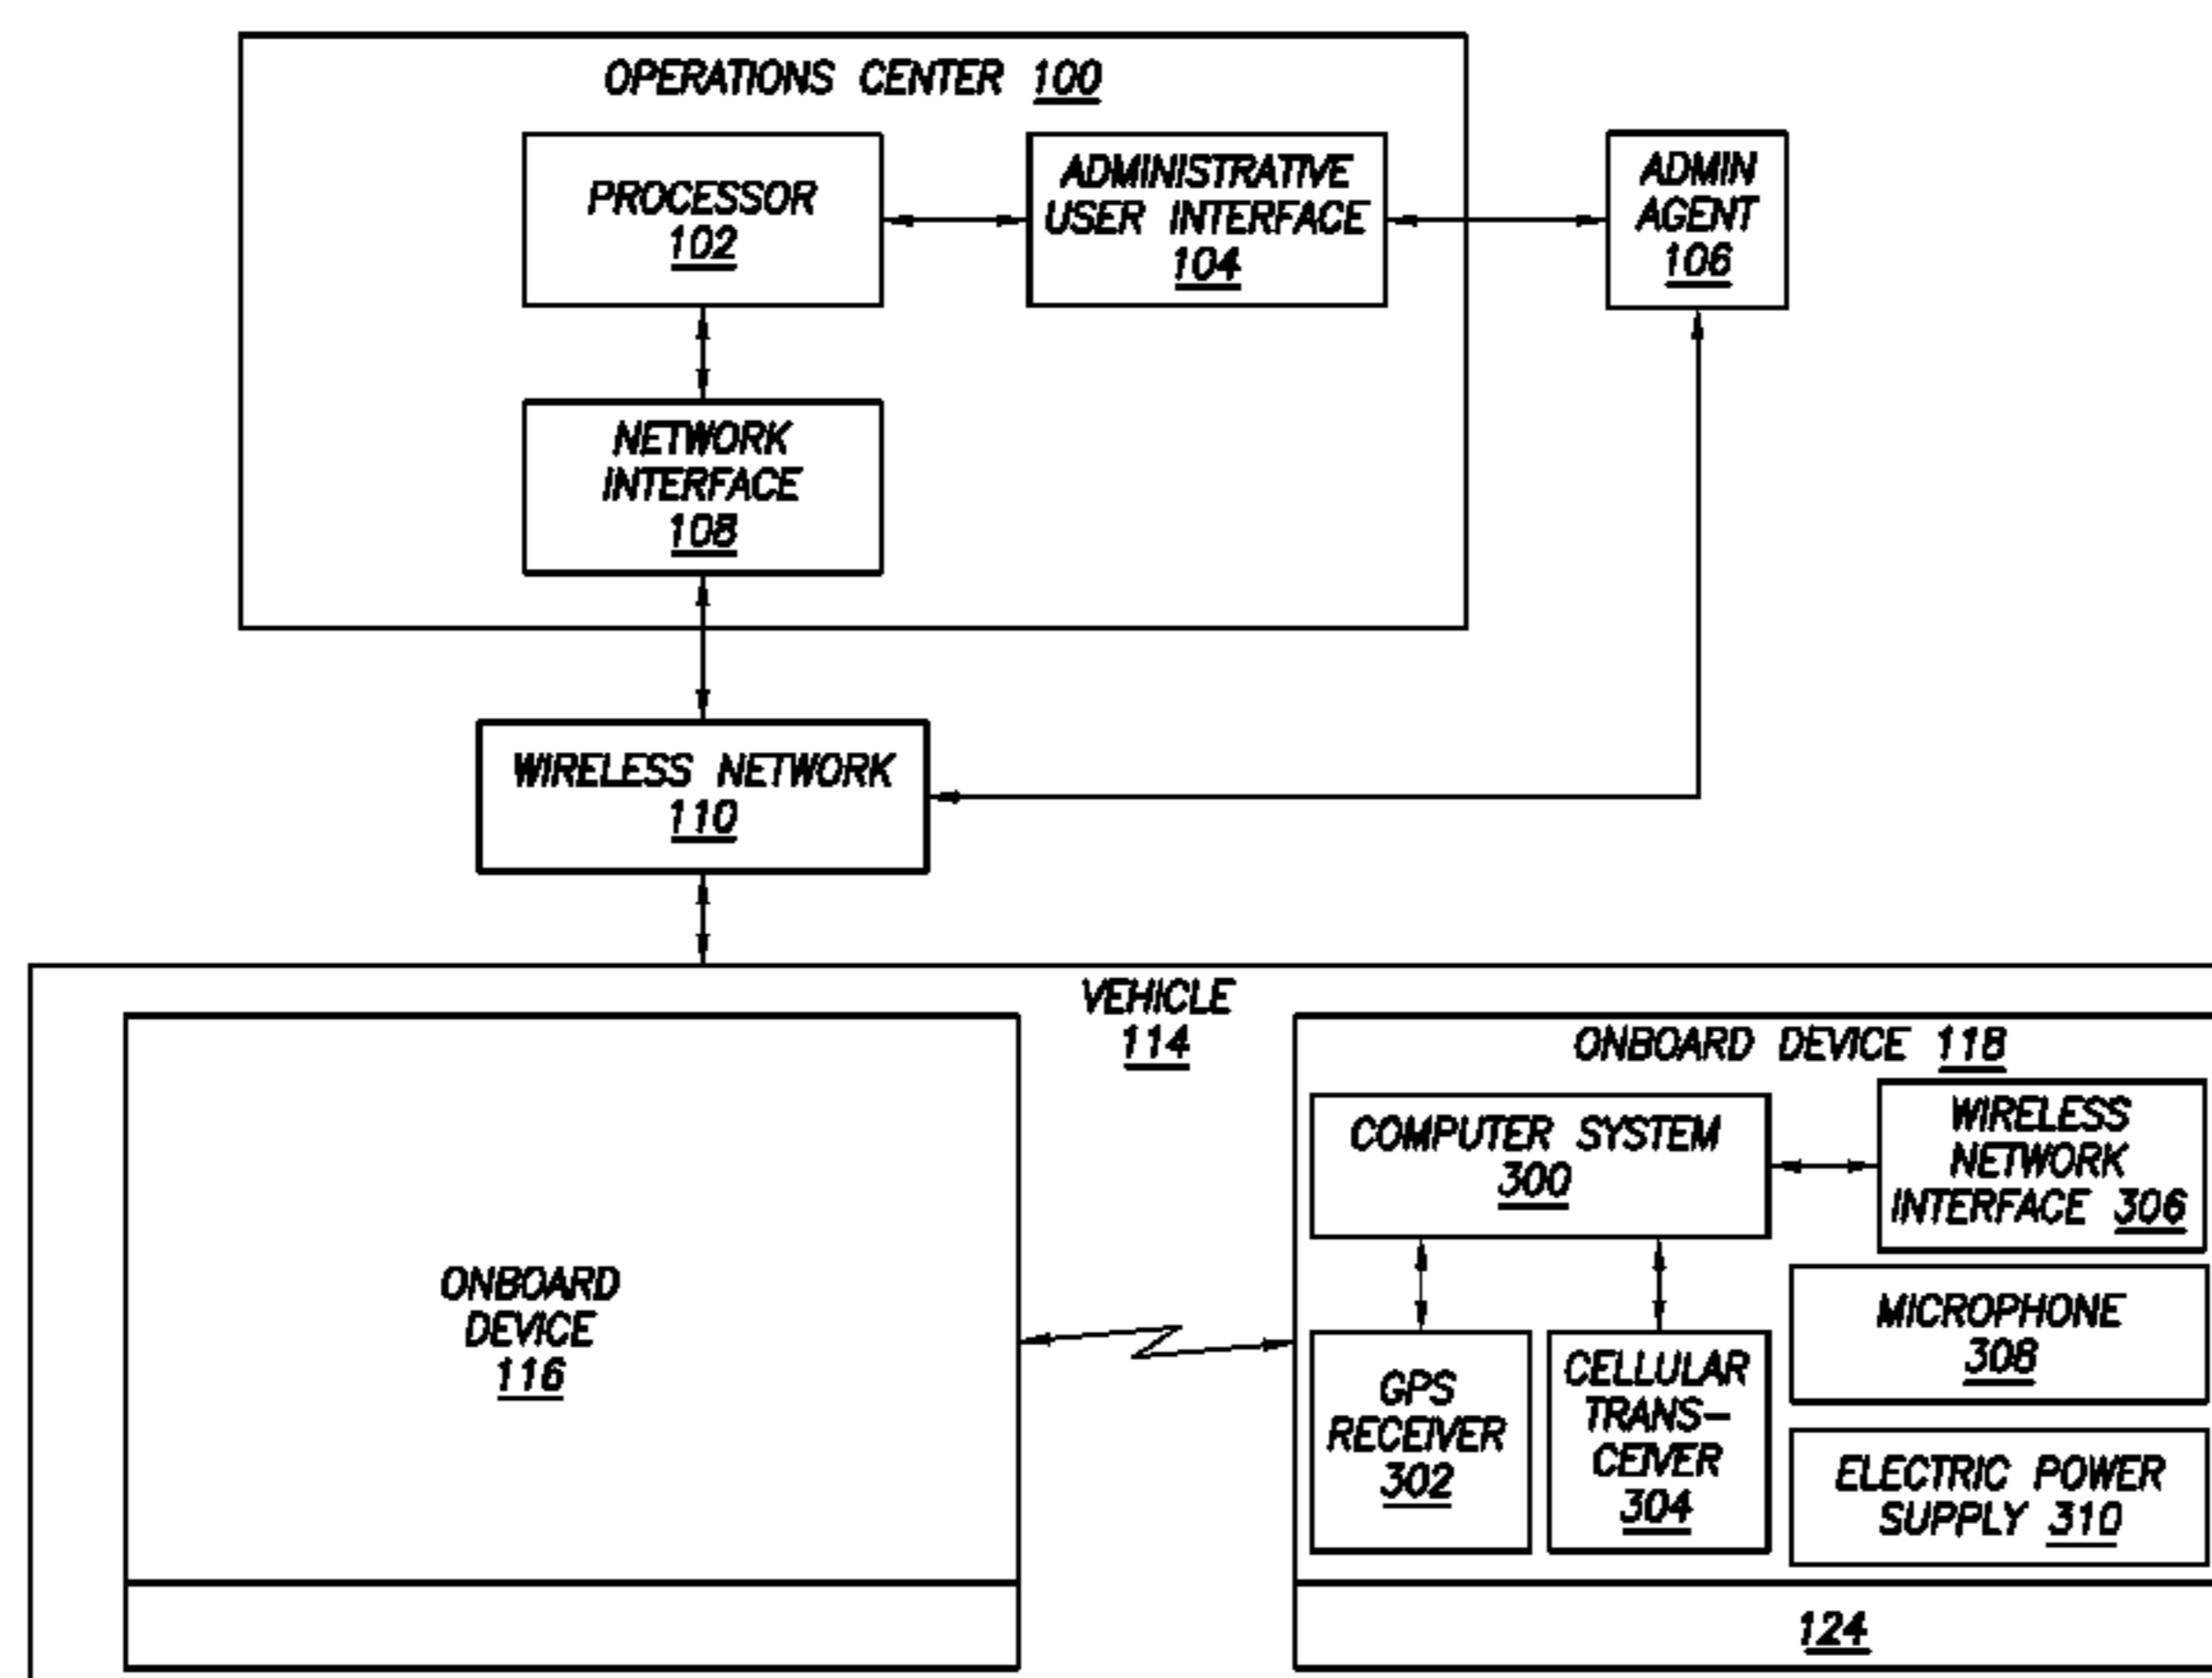 OPERATIONS CENTER 100
PROCESSOR
102
ADMINISTRATIVE
USER INTERFACE
104
ADMIN
AGENT
106
NETWORK
INTERFACE
108
WIRELESS NETWORK
110
VEHICLE
114
ONBOARD
DEVICE
116
ONBOARD DEVICE 118
COMPUTER SYSTEM
300
WIRELESS
NETWORK
INTERFACE 306
GPS
RECEIVER
302
CELLULAR
TRANS-
CEIVER
304
MICROPHONE
308
ELECTRIC POWER
SUPPLY 310
124